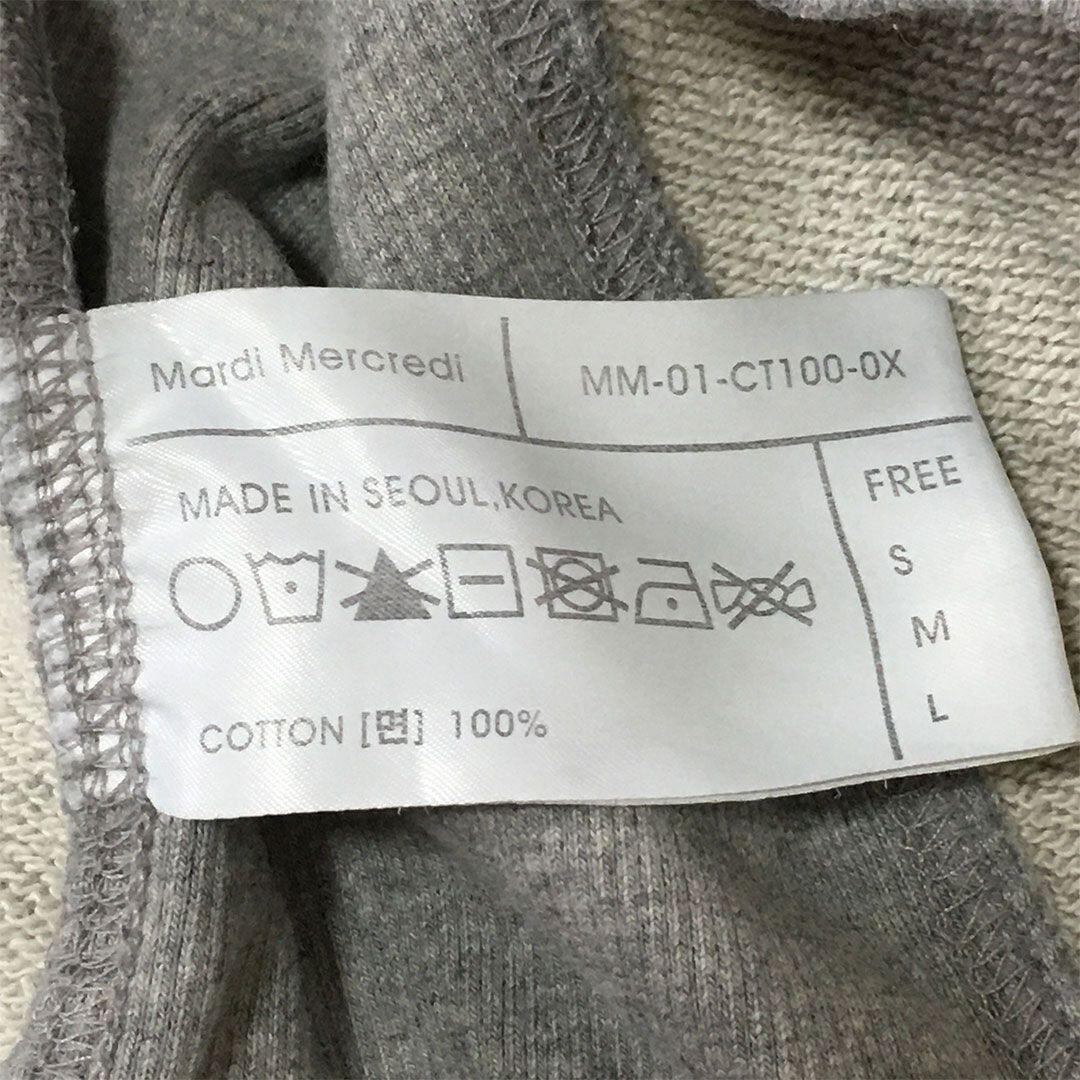 Mardi Mercredi
MM-01-CT100-0X
MADE IN SEOUL,KOREA
COTTON [면] 100%
FREE
S
M
L